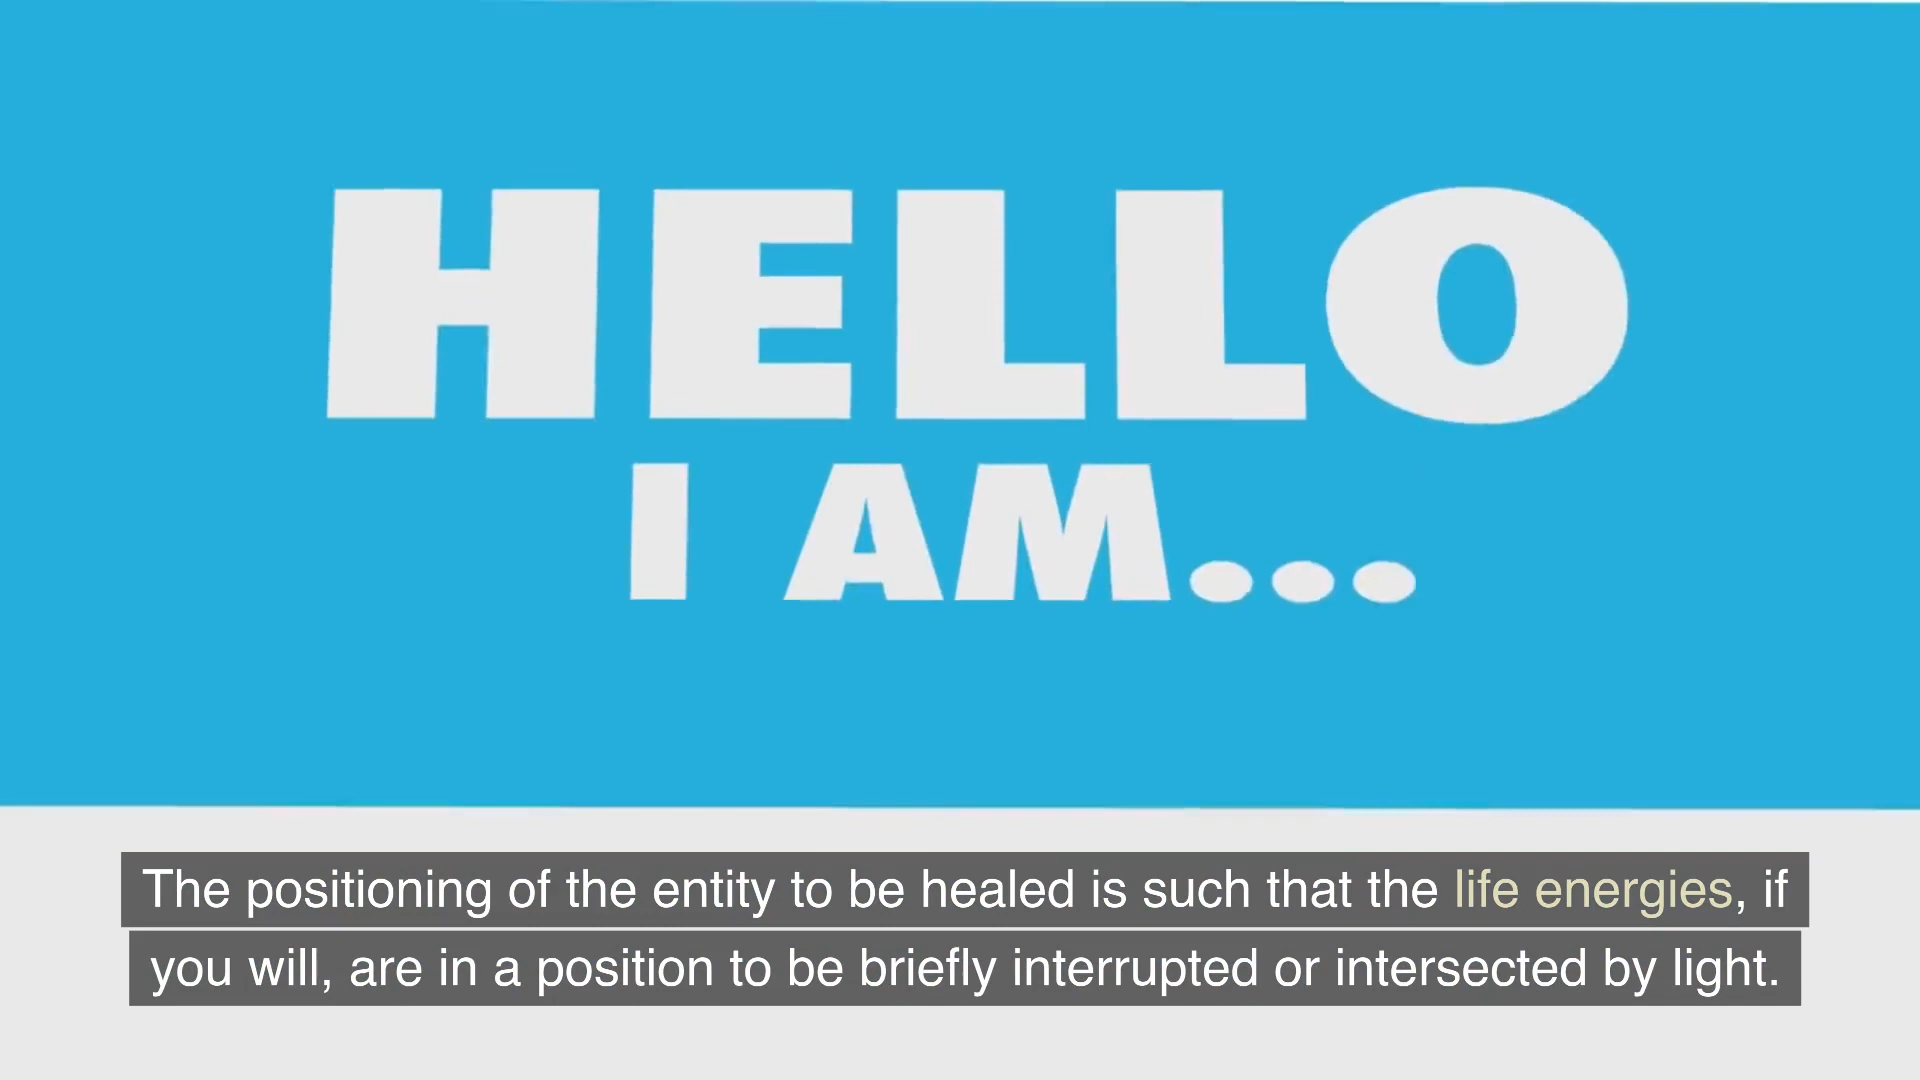 HELLO
I AM...
The positioning of the entity to be healed is such that the life energies, if
you will, are in a position to be briefly interrupted or intersected by light.